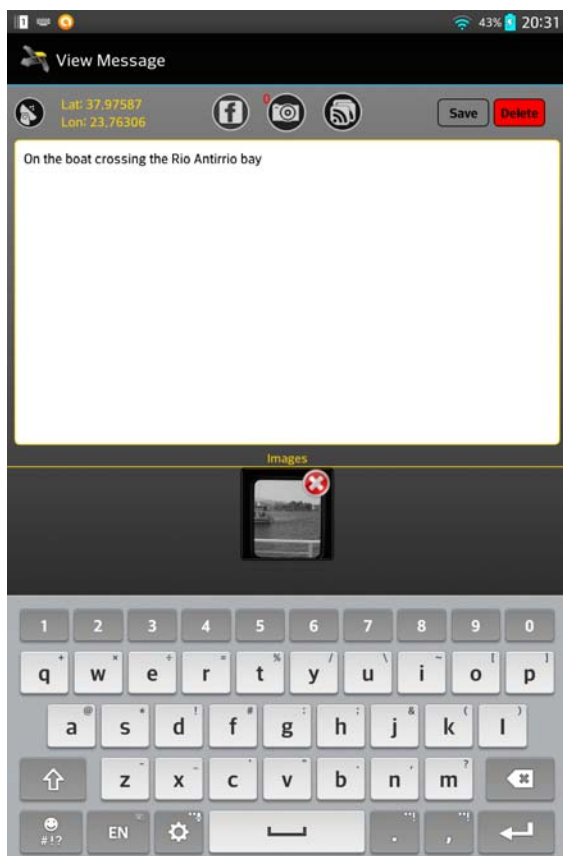 1 43% 20:31
View Message
Lat: 37,97587
Lon: 23,76306
f
0
Save Delete
On the boat crossing the Rio Antirrio bay
Images
1 2 3 4 5 6 7 8 9 0
q + w × e ÷ r = t % y / u \ i ~ o [ p ]
a @ s * d ! f # g : h ; j & k ( l )
z x c v b n m ?
#!? EN . ,